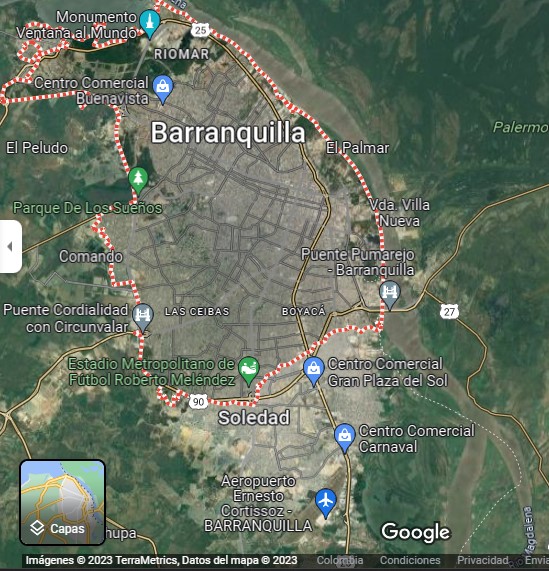 Monumento
Ventana al Mundo
25
RIOMAR
Centro Comercial
Buenavista
Barranquilla
Palermo
El Peludo
El Palmar
Parque De Los Sueños
Vda. Villa
Nueva
Comando
Puente Pumarejo
- Barranquilla
Puente Cordialidad
con Circunvalar
LAS CEIBAS
BOYACÁ
27
Estadio Metropolitano de
Fútbol Roberto Meléndez
Centro Comercial
Gran Plaza del Sol
90
Soledad
Centro Comercial
Carnaval
Aeropuerto
Ernesto
Cortissoz -
BARRANQUILLA
Capas
Google
Imágenes © 2023 TerraMetrics, Datos del mapa © 2023 Colombia Condiciones Privacidad